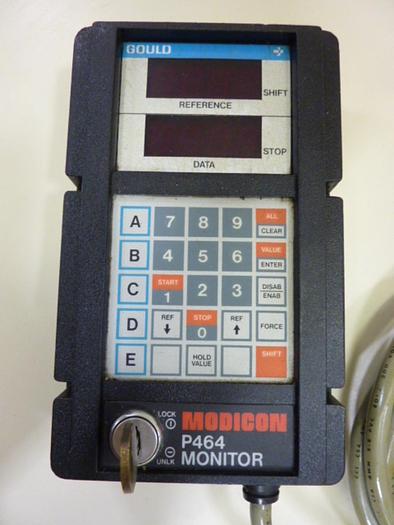 GOULD
SHIFT
REFERENCE
STOP
DATA
A 7 8 9 ALL CLEAR
B 4 5 6 VALUE ENTER
C START 1 2 3 DISAB ENAB
D REF STOP 0 REF FORCE
E HOLD VALUE SHIFT
LOCK
MODICON
P464
UNLK MONITOR